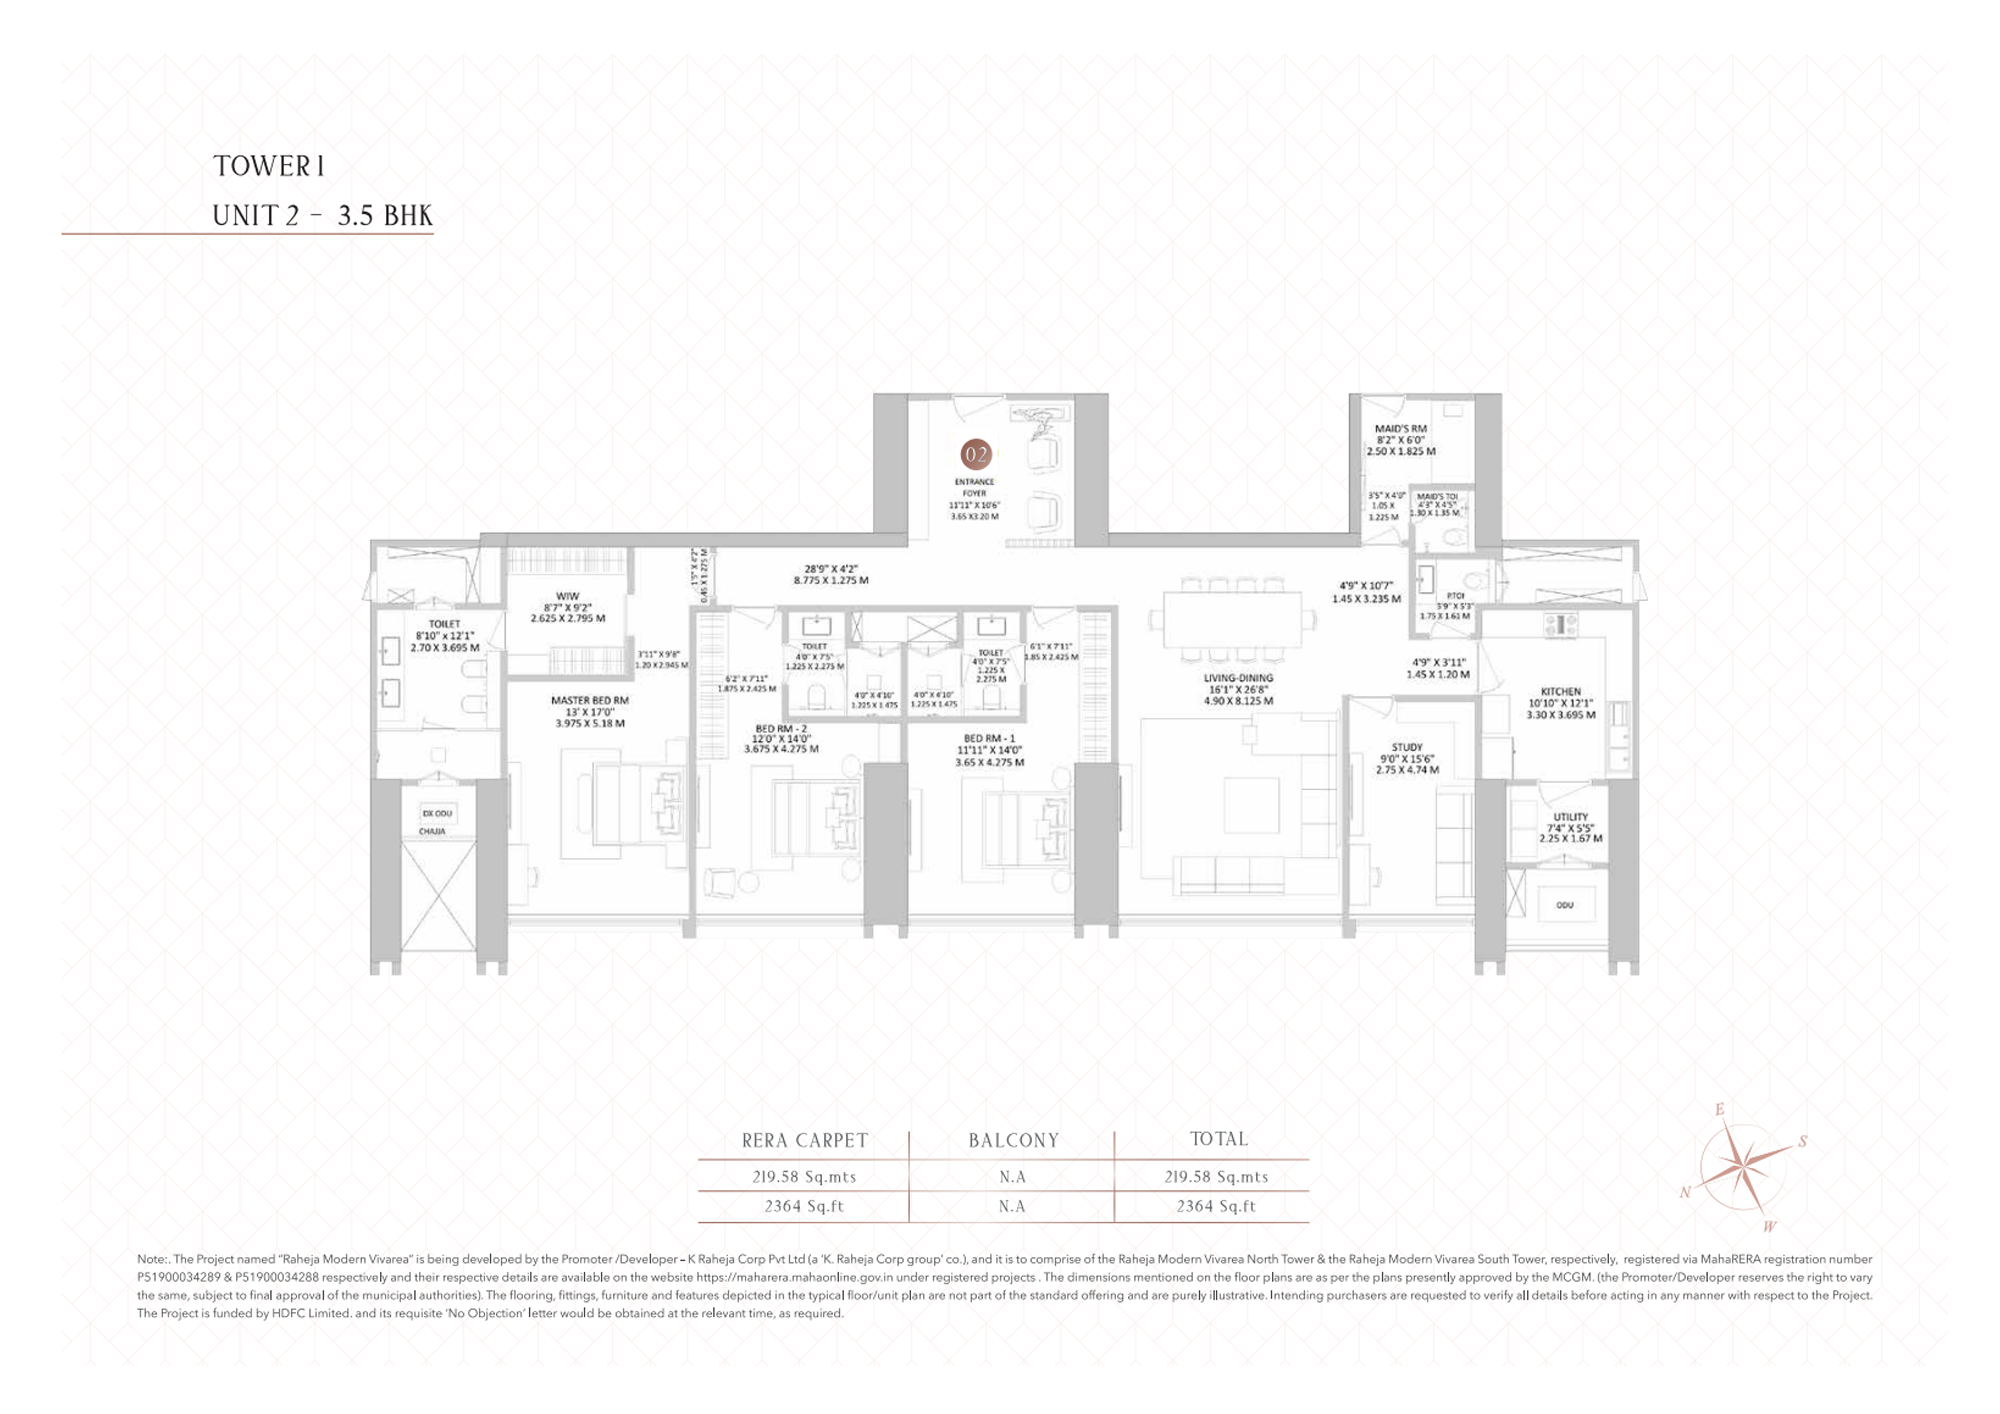 TOWER 1
UNIT 2 - 3.5 BHK
02
ENTRANCE
FOYER
11'11" X 10'6"
3.65 X3.20 M
MAID'S RM
8'2" X 6'0"
2.50 X 1.825 M
3'5" X 4'0"
1.05 X
3.225 M
MAID'S TOI
4'3" X 4'5"
1.30 X 1.35 M
28'9" X 4'2"
8.775 X 1.275 M
1'5" X 4'2"
0.45 X 1.275 M
WIW
8'7" X 9'2"
2.625 X 2.795 M
TOILET
8'10" x 12'1"
2.70 X 3.695 M
3'11" X 9'8"
1.20 X 2.945 M
MASTER BED RM
13' X 17'0"
3.975 X 5.18 M
6'2" X 7'11"
1.875 X 2.425 M
TOILET
4'0" X 7'5"
1.225 X 2.275 M
4'0" X 4'10"
1.225 X 1.475
4'0" X 4'10"
1.225 X 1.475
TOILET
4'0" X 7'5"
1.225 X
2.275 M
6'1" X 7'11"
1.85 X 2.425 M
BED RM - 2
12'0" X 14'0"
3.675 X 4.275 M
BED RM - 1
11'11" X 14'0"
3.65 X 4.275 M
LIVING-DINING
16'1" X 26'8"
4.90 X 8.125 M
4'9" X 10'7"
1.45 X 3.235 M
P.TOI
5'9" X 5'3"
1.75 X 1.61 M
4'9" X 3'11"
1.45 X 1.20 M
KITCHEN
10'10" X 12'1"
3.30 X 3.695 M
STUDY
9'0" X 15'6"
2.75 X 4.74 M
UTILITY
7'4" X 5'5"
2.25 X 1.67 M
ODU
DX ODU
CHAJJA
RERA CARPET BALCONY TOTAL
219.58 Sq.mts N.A 219.58 Sq.mts
2364 Sq.ft N.A 2364 Sq.ft
E
S
N
W
Note:. The Project named "Raheja Modern Vivarea" is being developed by the Promoter /Developer – K Raheja Corp Pvt Ltd (a 'K. Raheja Corp group' co.), and it is to comprise of the Raheja Modern Vivarea North Tower & the Raheja Modern Vivarea South Tower, respectively, registered via MahaRERA registration number
P51900034289 & P51900034288 respectively and their respective details are available on the website https://maharera.mahaonline.gov.in under registered projects . The dimensions mentioned on the floor plans are as per the plans presently approved by the MCGM. (the Promoter/Developer reserves the right to vary
the same, subject to final approval of the municipal authorities). The flooring, fittings, furniture and features depicted in the typical floor/unit plan are not part of the standard offering and are purely illustrative. Intending purchasers are requested to verify all details before acting in any manner with respect to the Project.
The Project is funded by HDFC Limited. and its requisite 'No Objection' letter would be obtained at the relevant time, as required.